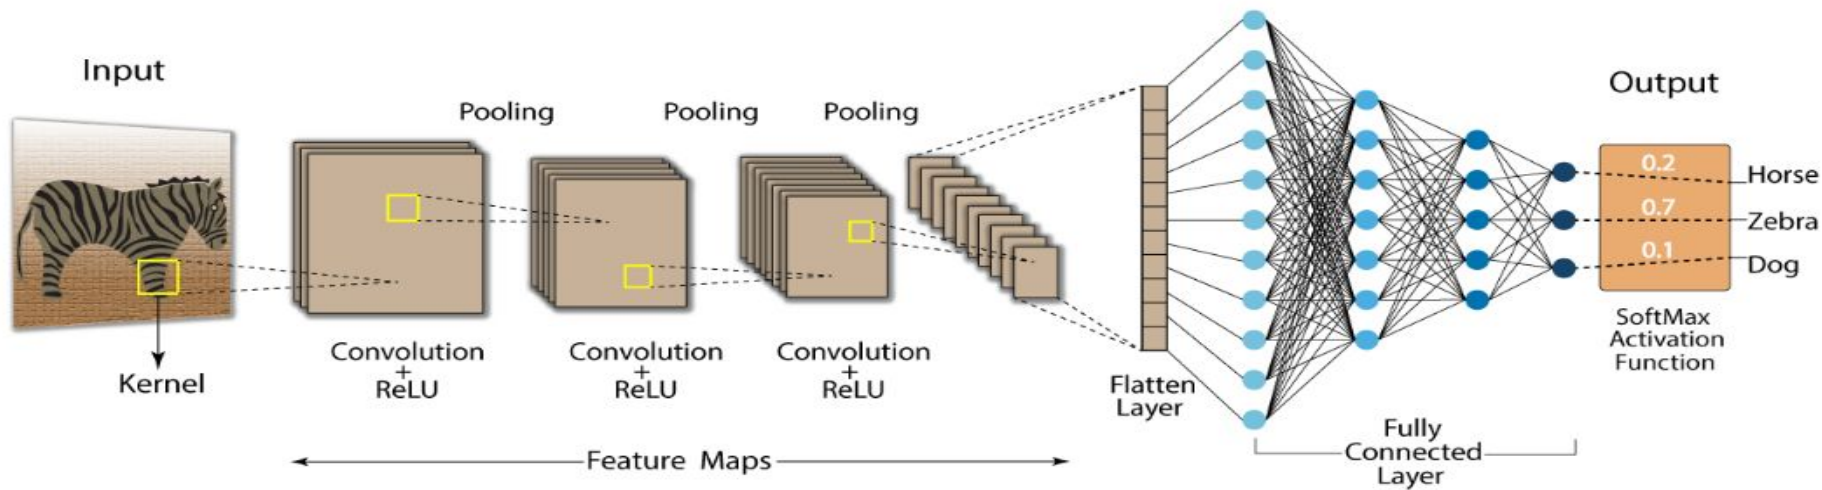 Input
Kernel
Pooling
Pooling
Pooling
Convolution
+
ReLU
Convolution
+
ReLU
Convolution
+
ReLU
Feature Maps
Flatten
Layer
Fully
Connected
Layer
Output
0.2
Horse
0.7
Zebra
0.1
Dog
SoftMax
Activation
Function